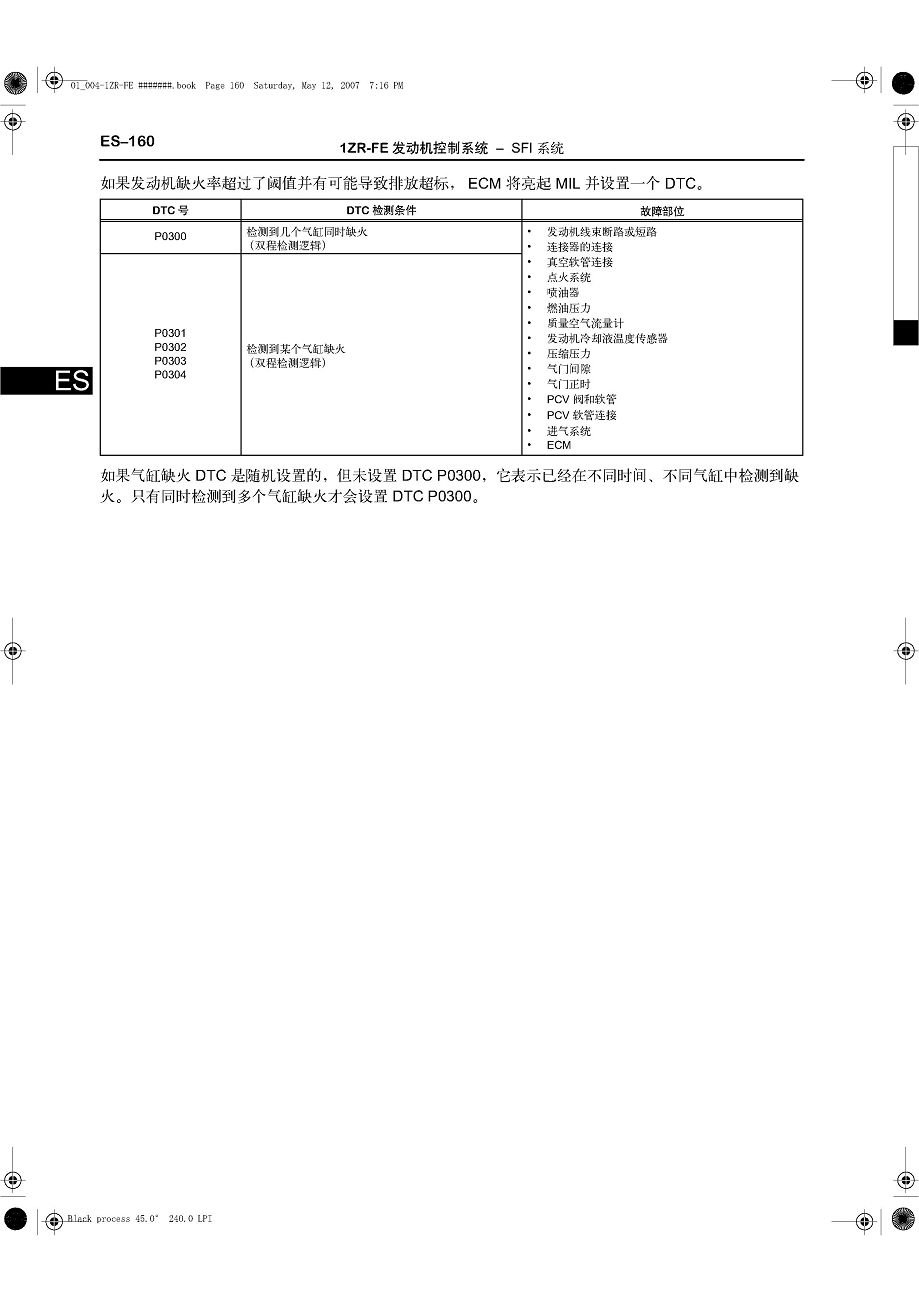 01_004-1ZR-FE #######.book Page 160 Saturday, May 12, 2007 7:16 PM
ES–160
1ZR-FE 发动机控制系统 – SFI 系统
如果发动机缺火率超过了阈值并有可能导致排放超标， ECM 将亮起 MIL 并设置一个 DTC。
DTC 号
DTC 检测条件
故障部位
P0300
检测到几个气缸同时缺火
（双程检测逻辑）
P0301
P0302
P0303
P0304
检测到某个气缸缺火
（双程检测逻辑）
• 发动机线束断路或短路
• 连接器的连接
• 真空软管连接
• 点火系统
• 喷油器
• 燃油压力
• 质量空气流量计
• 发动机冷却液温度传感器
• 压缩压力
• 气门间隙
• 气门正时
• PCV 阀和软管
• PCV 软管连接
• 进气系统
• ECM
ES
如果气缸缺火 DTC 是随机设置的，但未设置 DTC P0300，它表示已经在不同时间、不同气缸中检测到缺
火。只有同时检测到多个气缸缺火才会设置 DTC P0300。
Black process 45.0° 240.0 LPI